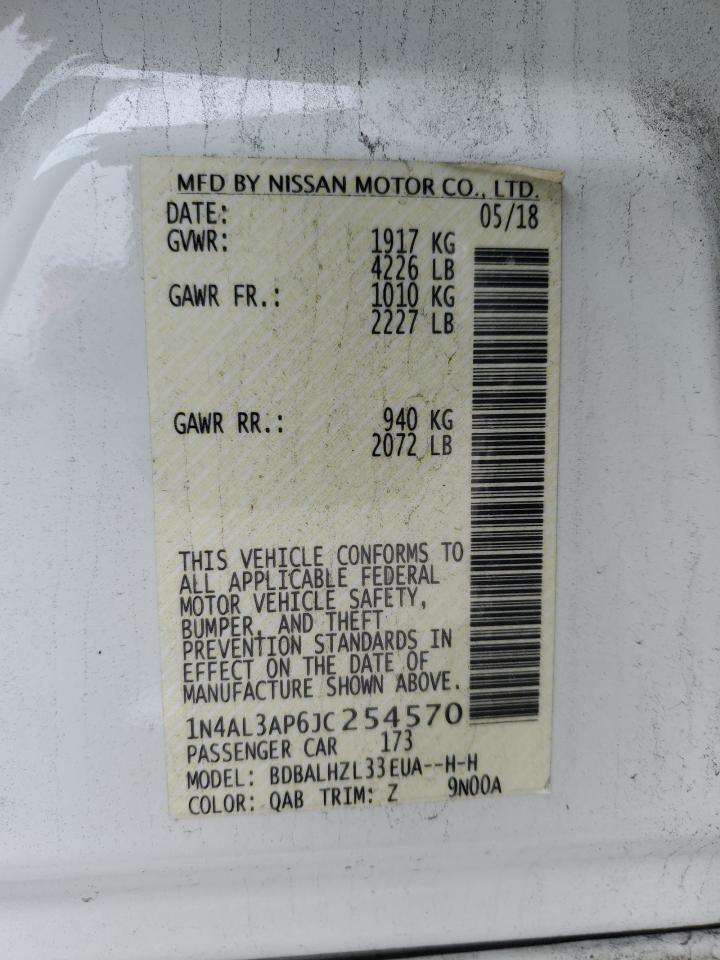 MFD BY NISSAN MOTOR CO., LTD.
DATE: 05/18
GVWR: 1917 KG
4226 LB
GAWR FR.: 1010 KG
2227 LB
GAWR RR.: 940 KG
2072 LB
THIS VEHICLE CONFORMS TO
ALL APPLICABLE FEDERAL
MOTOR VEHICLE SAFETY,
BUMPER, AND THEFT
PREVENTION STANDARDS IN
EFFECT ON THE DATE OF
MANUFACTURE SHOWN ABOVE.
1N4AL3AP6JC254570
PASSENGER CAR 173
MODEL: BDBALHZL33EUA--H-H
COLOR: QAB TRIM: Z 9N00A